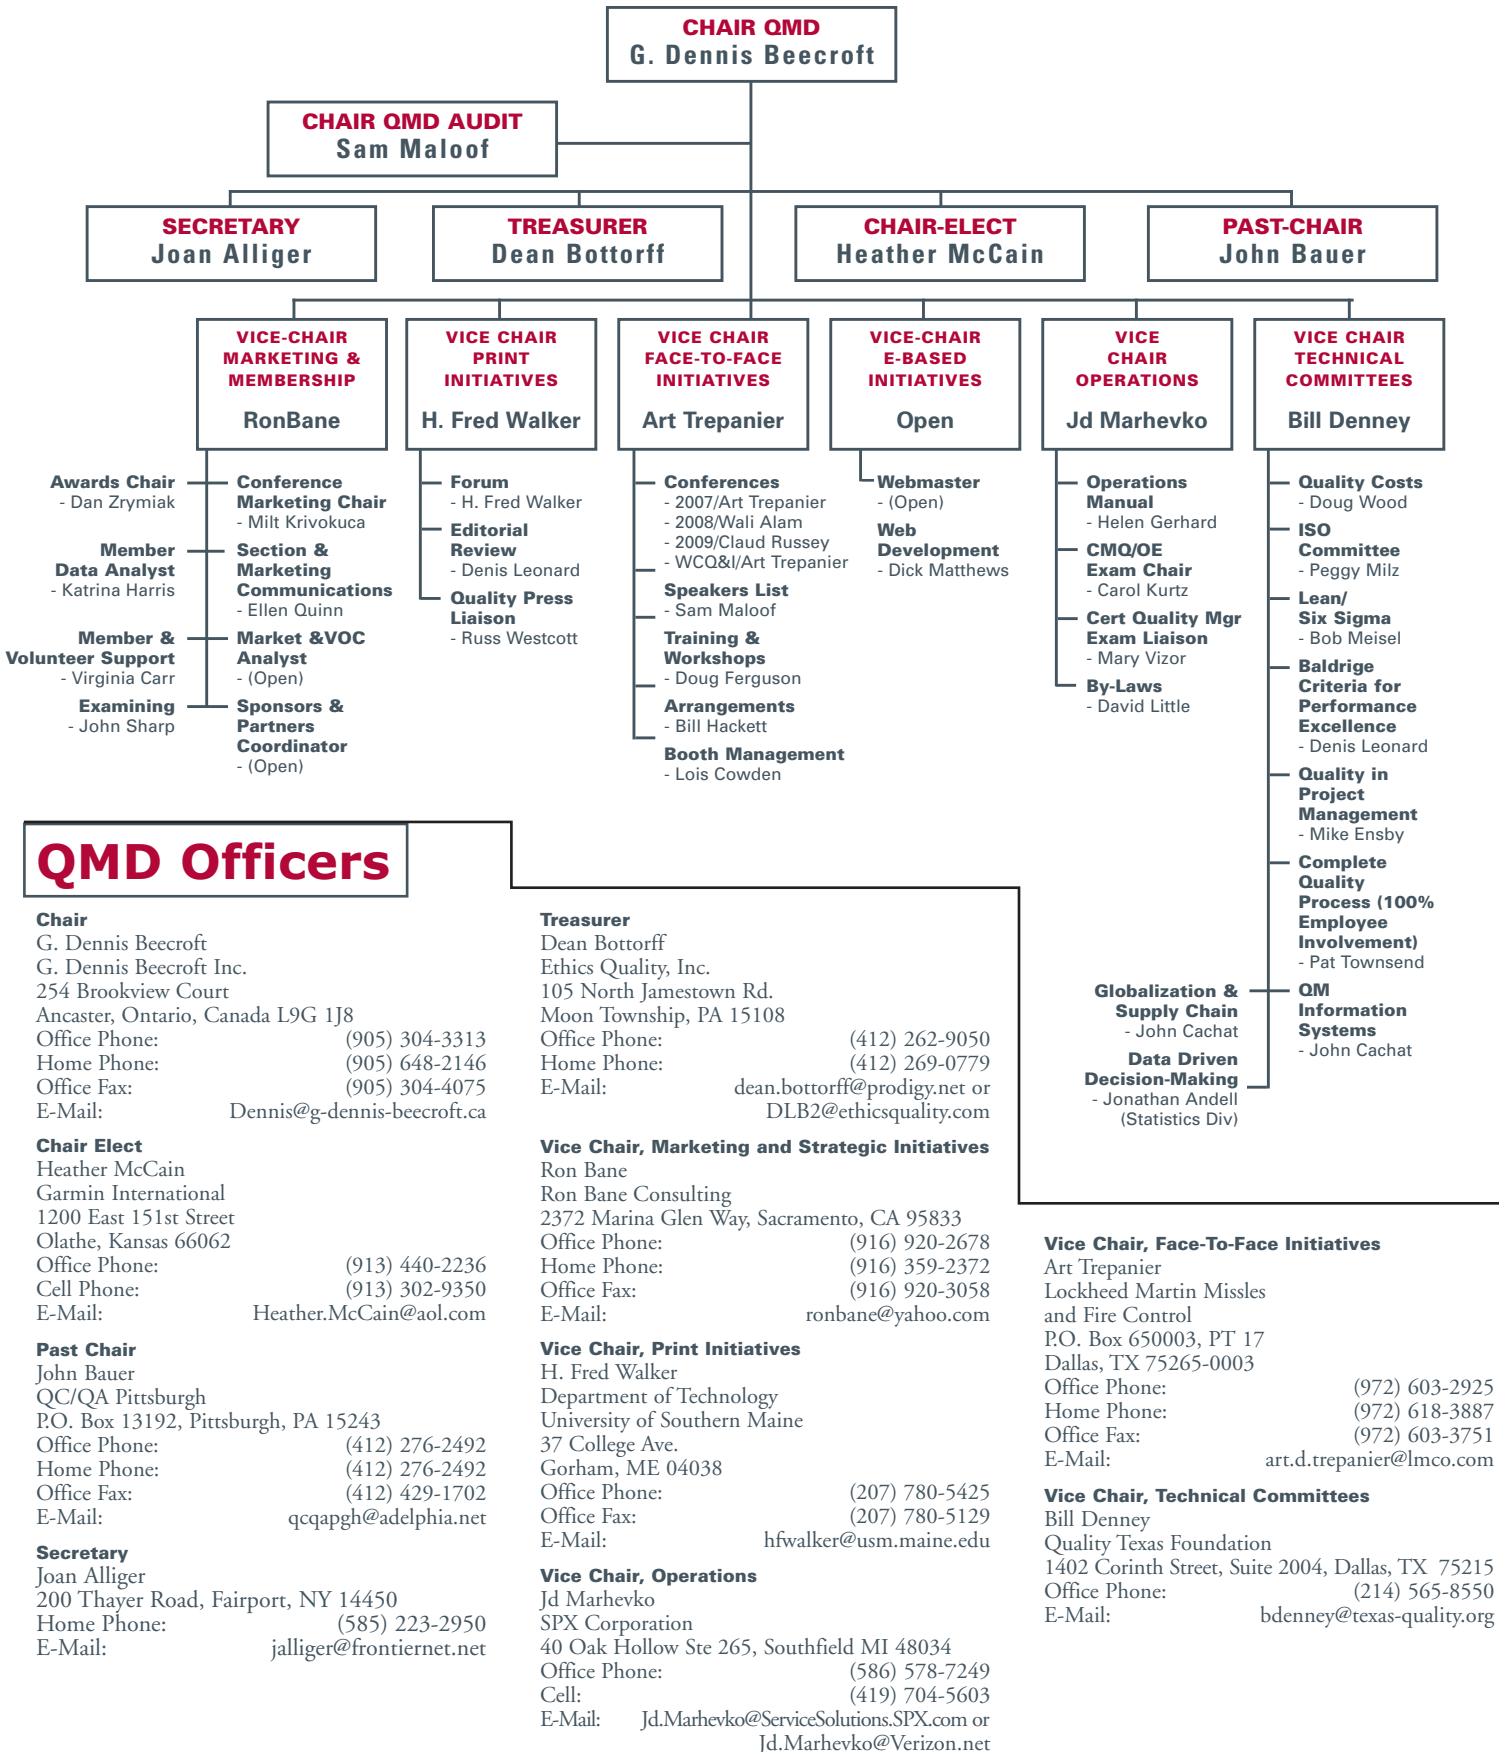 CHAIR QMD
G. Dennis Beecroft
CHAIR QMD AUDIT
Sam Maloof
SECRETARY
Joan Alliger
TREASURER
Dean Bottorff
CHAIR-ELECT
Heather McCain
PAST-CHAIR
John Bauer
VICE-CHAIR
MARKETING &
MEMBERSHIP
RonBane
VICE CHAIR
PRINT
INITIATIVES
H. Fred Walker
VICE CHAIR
FACE-TO-FACE
INITIATIVES
Art Trepanier
VICE-CHAIR
E-BASED
INITIATIVES
Open
VICE
CHAIR
OPERATIONS
Jd Marhevko
VICE CHAIR
TECHNICAL
COMMITTEES
Bill Denney
Awards Chair
- Dan Zrymiak
Member
Data Analyst
- Katrina Harris
Member &
Volunteer Support
- Virginia Carr
Examining
- John Sharp
Conference
Marketing Chair
- Milt Krivokuca
Section &
Marketing
Communications
- Ellen Quinn
Market &VOC
Analyst
- (Open)
Sponsors &
Partners
Coordinator
- (Open)
Forum
- H. Fred Walker
Editorial
Review
- Denis Leonard
Quality Press
Liaison
- Russ Westcott
Conferences
- 2007/Art Trepanier
- 2008/Wali Alam
- 2009/Claud Russey
- WCQ&I/Art Trepanier
Speakers List
- Sam Maloof
Training &
Workshops
- Doug Ferguson
Arrangements
- Bill Hackett
Booth Management
- Lois Cowden
Webmaster
- (Open)
Web
Development
- Dick Matthews
Operations
Manual
- Helen Gerhard
CMQ/OE
Exam Chair
- Carol Kurtz
Cert Quality Mgr
Exam Liaison
- Mary Vizor
By-Laws
- David Little
Quality Costs
- Doug Wood
ISO
Committee
- Peggy Milz
Lean/
Six Sigma
- Bob Meisel
Baldrige
Criteria for
Performance
Excellence
- Denis Leonard
Quality in
Project
Management
- Mike Ensby
Complete
Quality
Process (100%
Employee
Involvement)
- Pat Townsend
QM
Information
Systems
- John Cachat
Globalization &
Supply Chain
- John Cachat
Data Driven
Decision-Making
- Jonathan Andell
(Statistics Div)
QMD Officers
Chair
G. Dennis Beecroft
G. Dennis Beecroft Inc.
254 Brookview Court
Ancaster, Ontario, Canada L9G 1J8
Office Phone: (905) 304-3313
Home Phone: (905) 648-2146
Office Fax: (905) 304-4075
E-Mail: Dennis@g-dennis-beecroft.ca
Chair Elect
Heather McCain
Garmin International
1200 East 151st Street
Olathe, Kansas 66062
Office Phone: (913) 440-2236
Cell Phone: (913) 302-9350
E-Mail: Heather.McCain@aol.com
Past Chair
John Bauer
QC/QA Pittsburgh
P.O. Box 13192, Pittsburgh, PA 15243
Office Phone: (412) 276-2492
Home Phone: (412) 276-2492
Office Fax: (412) 429-1702
E-Mail: qcqapgh@adelphia.net
Secretary
Joan Alliger
200 Thayer Road, Fairport, NY 14450
Home Phone: (585) 223-2950
E-Mail: jalliger@frontiernet.net
Treasurer
Dean Bottorff
Ethics Quality, Inc.
105 North Jamestown Rd.
Moon Township, PA 15108
Office Phone: (412) 262-9050
Home Phone: (412) 269-0779
E-Mail: dean.bottorff@prodigy.net or
DLB2@ethicsquality.com
Vice Chair, Marketing and Strategic Initiatives
Ron Bane
Ron Bane Consulting
2372 Marina Glen Way, Sacramento, CA 95833
Office Phone: (916) 920-2678
Home Phone: (916) 359-2372
Office Fax: (916) 920-3058
E-Mail: ronbane@yahoo.com
Vice Chair, Print Initiatives
H. Fred Walker
Department of Technology
University of Southern Maine
37 College Ave.
Gorham, ME 04038
Office Phone: (207) 780-5425
Office Fax: (207) 780-5129
E-Mail: hfwalker@usm.maine.edu
Vice Chair, Operations
Jd Marhevko
SPX Corporation
40 Oak Hollow Ste 265, Southfield MI 48034
Office Phone: (586) 578-7249
Cell: (419) 704-5603
E-Mail: Jd.Marhevko@ServiceSolutions.SPX.com or
Jd.Marhevko@Verizon.net
Vice Chair, Face-To-Face Initiatives
Art Trepanier
Lockheed Martin Missles
and Fire Control
P.O. Box 650003, PT 17
Dallas, TX 75265-0003
Office Phone: (972) 603-2925
Home Phone: (972) 618-3887
Office Fax: (972) 603-3751
E-Mail: art.d.trepanier@lmco.com
Vice Chair, Technical Committees
Bill Denney
Quality Texas Foundation
1402 Corinth Street, Suite 2004, Dallas, TX 75215
Office Phone: (214) 565-8550
E-Mail: bdenney@texas-quality.org